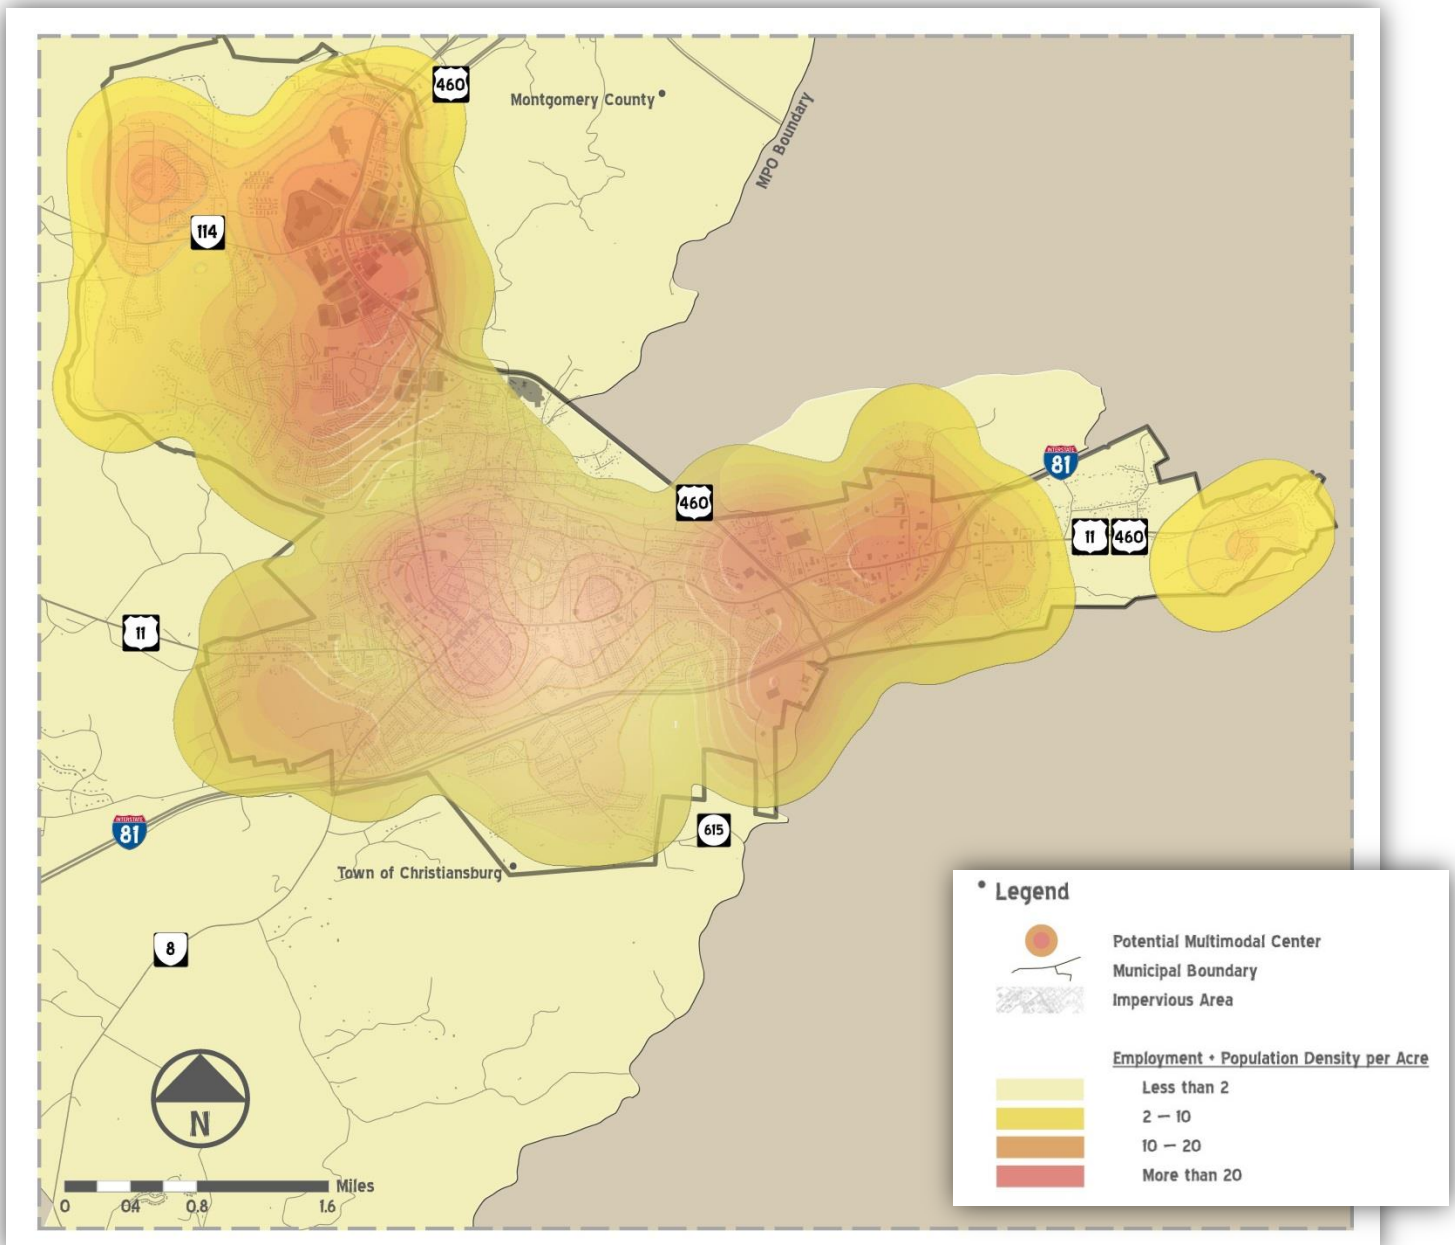 460
Montgomery County
MPO Boundary
114
81
460
11
460
11
615
81
Town of Christiansburg
8
N
Miles
0
04
0.8
1.6
Legend
Potential Multimodal Center
Municipal Boundary
Impervious Area
Employment + Population Density per Acre
Less than 2
2 — 10
10 — 20
More than 20